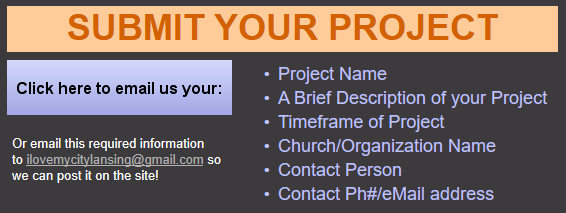 SUBMIT YOUR PROJECT
Click here to email us your:
Or email this required information
to ilovemycitylansing@gmail.com so
we can post it on the site!
• Project Name
• A Brief Description of your Project
• Timeframe of Project
• Church/Organization Name
• Contact Person
• Contact Ph#/eMail address